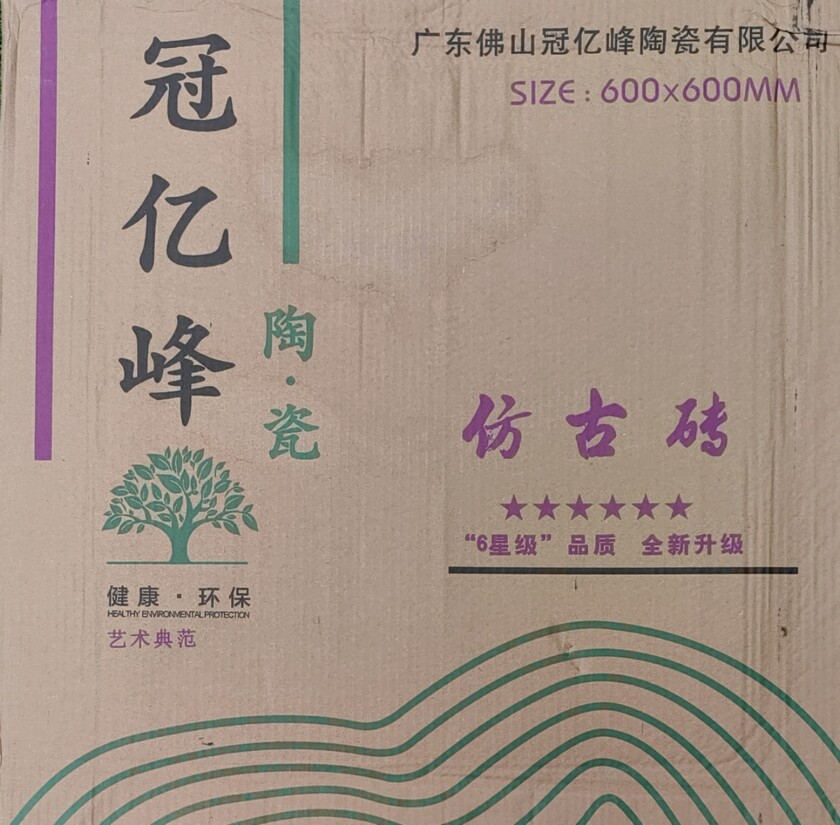 广东佛山冠亿峰陶瓷有限公司
SIZE：600x600MM
冠亿峰
陶·瓷
仿古砖
★★★★★★
“6星级”品质 全新升级
健康·环保
HEALTHY ENVIRONMENTAL PROTECTION
艺术典范